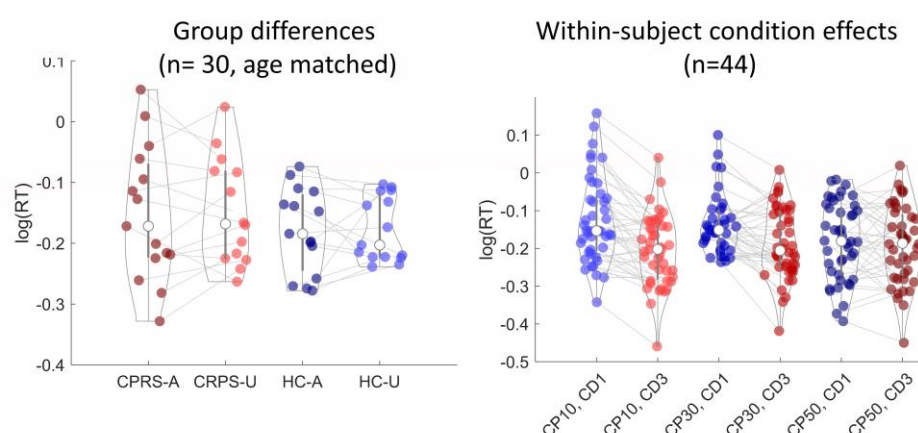 Group differences
(n= 30, age matched)
0.1
0
-0.1
-0.2
-0.3
-0.4
log(RT)
CPRS-A
CRPS-U
HC-A
HC-U
Within-subject condition effects
(n=44)
0.1
0
-0.1
-0.2
-0.3
-0.4
-0.5
log(RT)
CP10, CD1
CP10, CD3
CP30, CD1
CP30, CD3
CP50, CD1
CP50, CD3